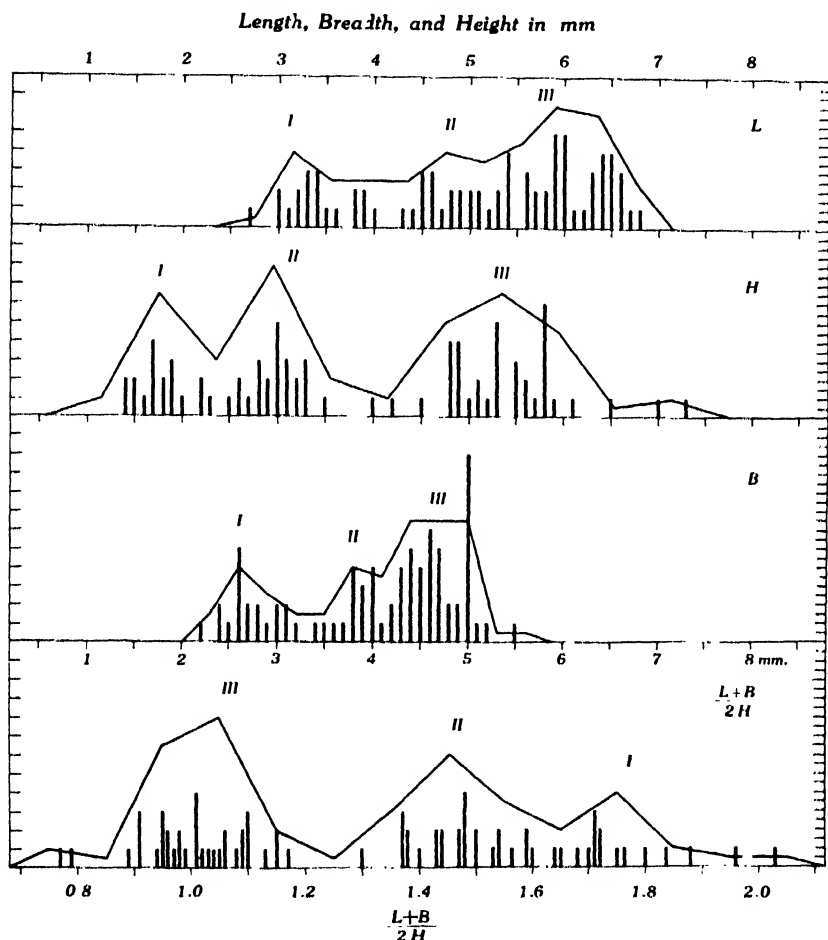 Length, Breadth, and Height in mm
1 2 3 4 5 6 7 8
I II III L
I II III H
I II III B
1 2 3 4 5 6 7 8 mm.
III II I L+B
2H
0.8 1.0 1.2 1.4 1.6 1.8 2.0
L+B
2H